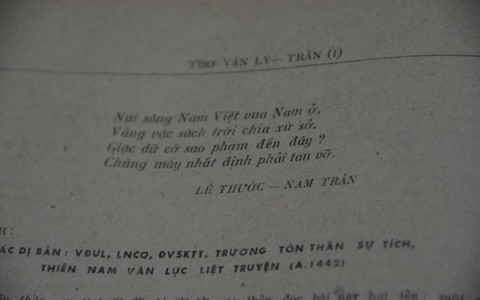 THƠ VĂN LÝ — TRẦN (I)
Núi sông Nam Việt vua Nam ở,
Vằng vặc sách trời chia xứ sở,
Giặc dữ cớ sao phạm đến đây ?
Chúng mày nhất định phải tan vỡ.
LÊ THƯỚC — NAM TRÂN
H :
ÁC DỊ BẢN : VĐUL, LNCQ, ĐVSKTT, TRƯƠNG TÔN THẦN SỰ TÍCH,
THIÊN NAM VÂN LỤC LIỆT TRUYỆN (A.1442)